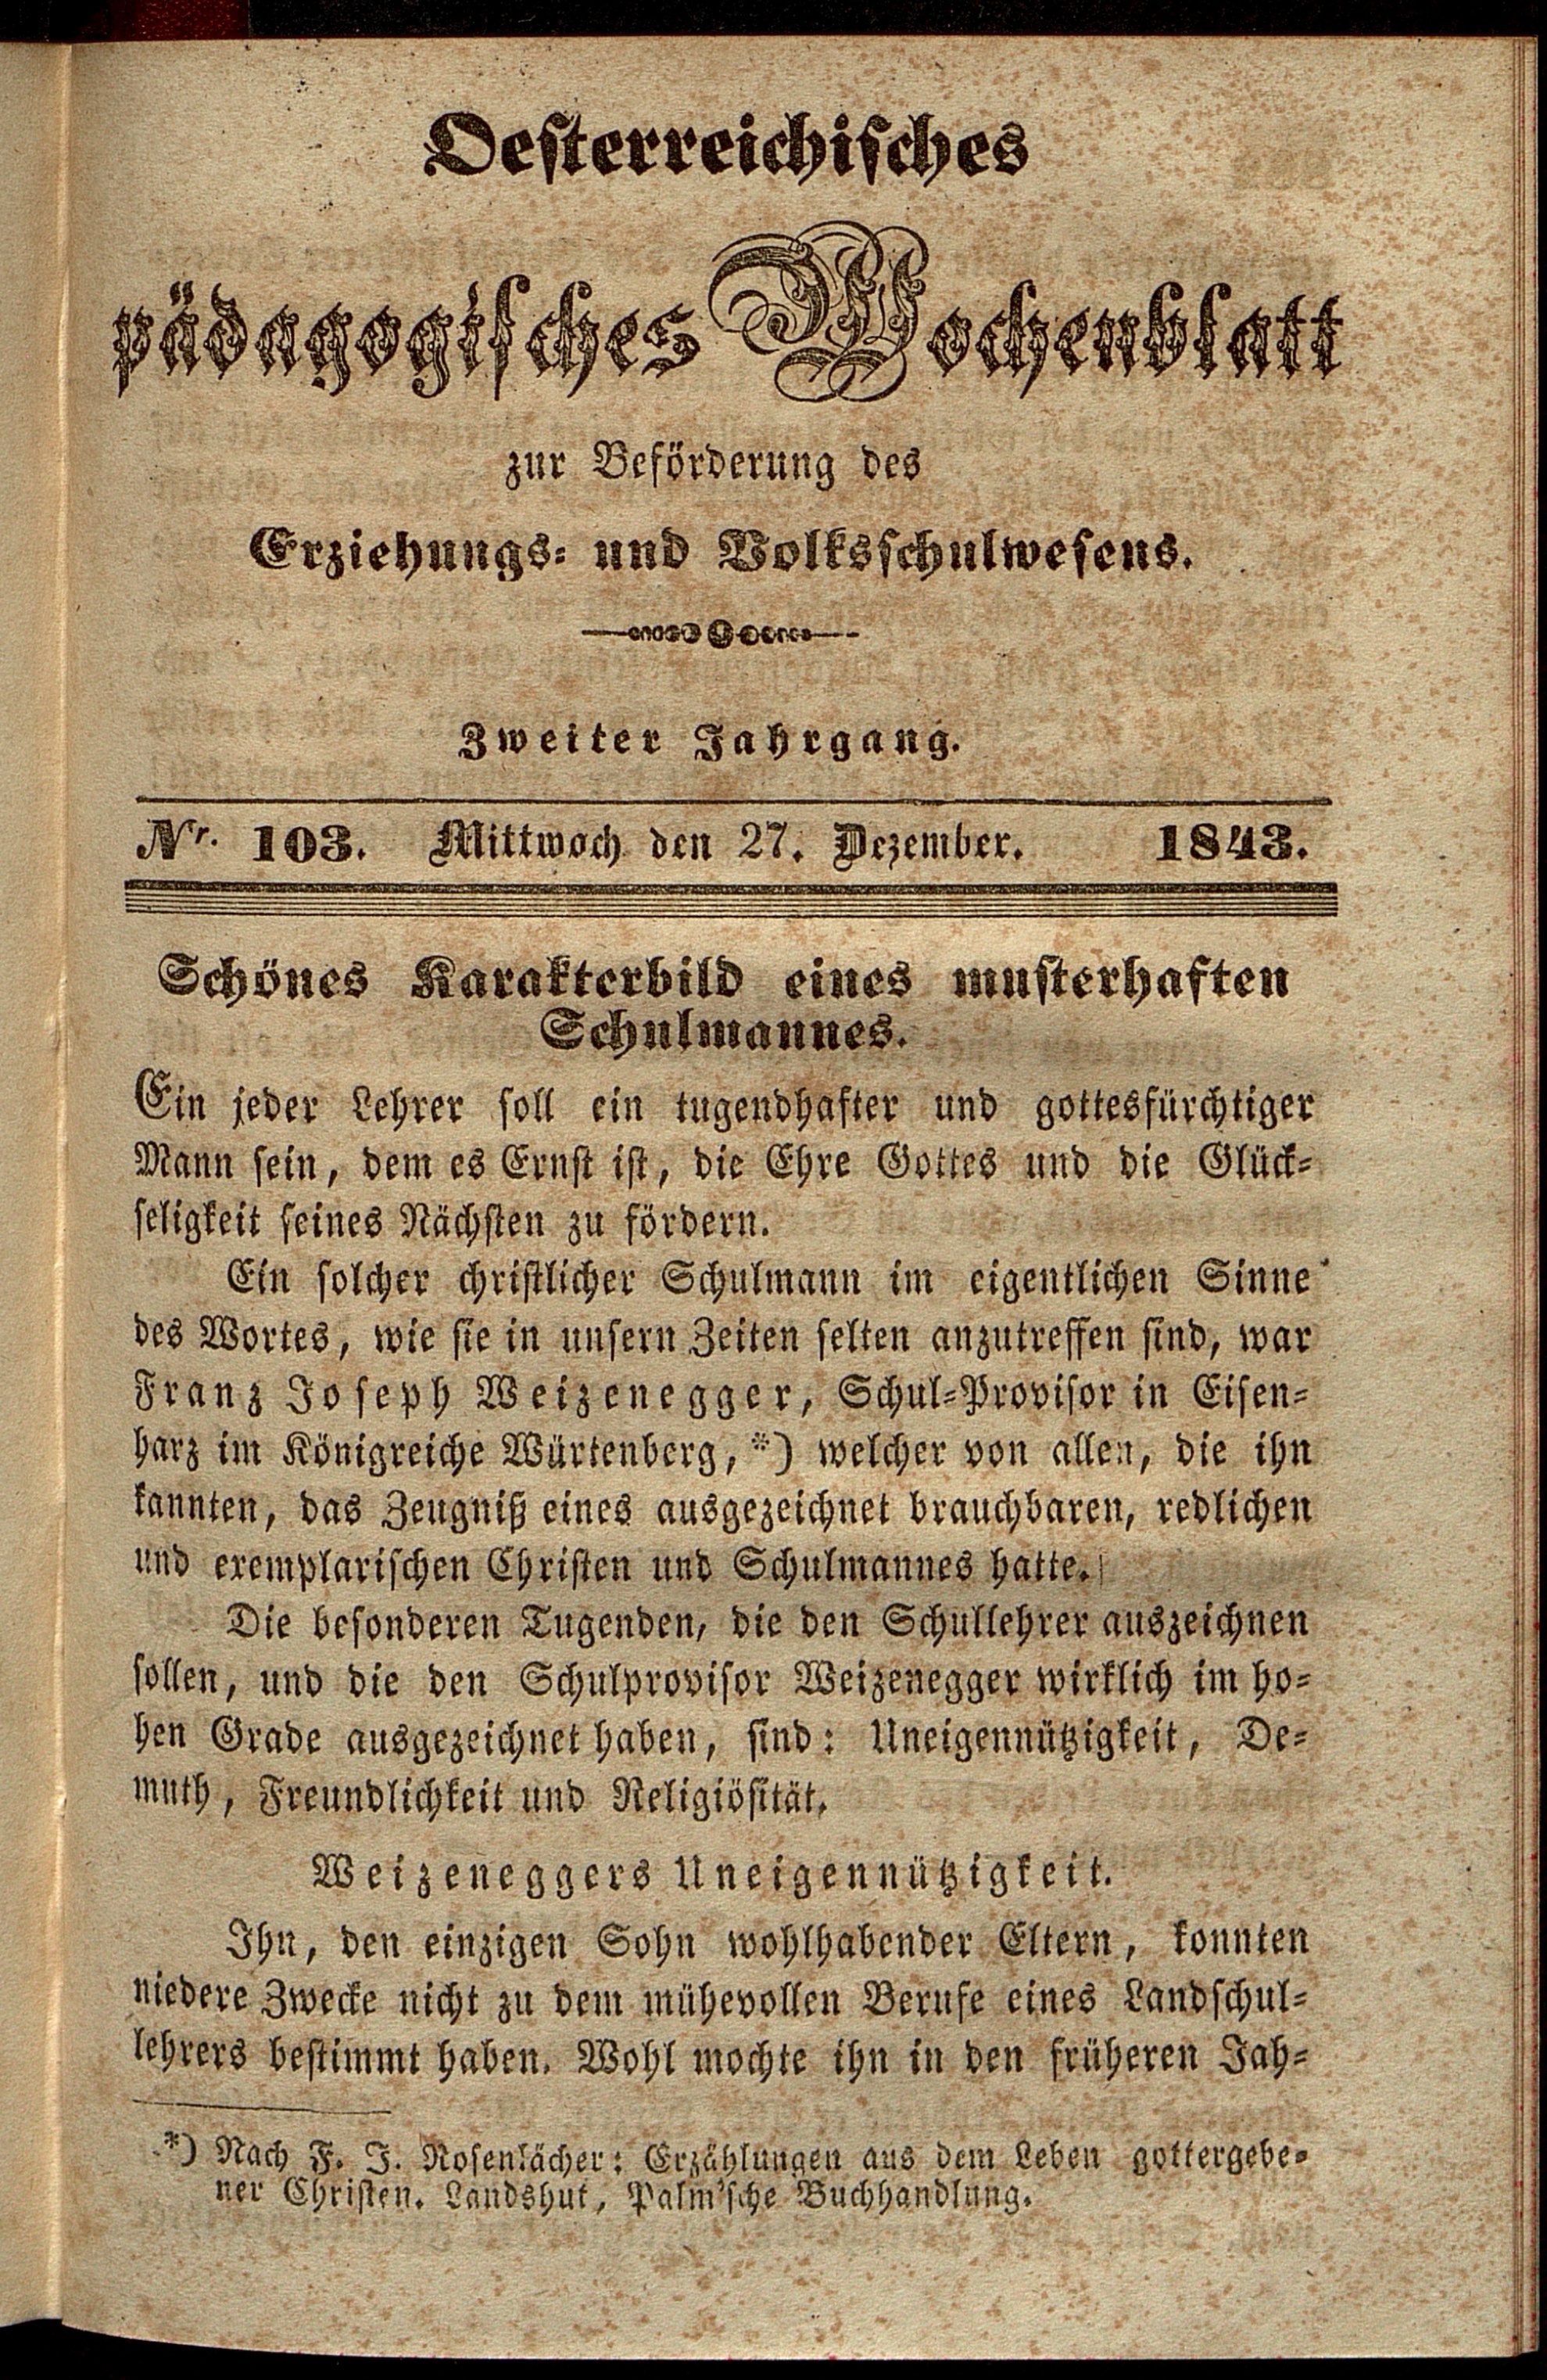 Oesterreichisches
pädagogisches Wochenblatt
zur Beförderung des
Erziehungs- und Volksschulwesens.
Zweiter Jahrgang.
Nr. 103. Mittwoch den 27. Dezember. 1843.
Schönes Karakterbild eines musterhaften
Schulmannes.
Ein jeder Lehrer soll ein tugendhafter und gottesfürchtiger
Mann sein, dem es Ernst ist, die Ehre Gottes und die Glück-
seligkeit seines Nächsten zu fördern.
Ein solcher christlicher Schulmann im eigentlichen Sinne
des Wortes, wie sie in unsern Zeiten selten anzutreffen sind, war
Franz Joseph Weizenegger, Schul-Provisor in Eisen-
harz im Königreiche Würtenberg, *) welcher von allen, die ihn
kannten, das Zeugniß eines ausgezeichnet brauchbaren, redlichen
und exemplarischen Christen und Schulmannes hatte.
Die besonderen Tugenden, die den Schullehrer auszeichnen
sollen, und die den Schulprovisor Weizenegger wirklich im ho-
hen Grade ausgezeichnet haben, sind: Uneigennützigkeit, De-
muth, Freundlichkeit und Religiösität.
Weizeneggers Uneigennützigkeit.
Ihn, den einzigen Sohn wohlhabender Eltern, konnten
niedere Zwecke nicht zu dem mühevollen Berufe eines Landschul-
lehrers bestimmt haben. Wohl mochte ihn in den früheren Jah-
*) Nach F. J. Rosenlächer: Erzählungen aus dem Leben gottergebe-
ner Christen. Landshut, Palm'sche Buchhandlung.